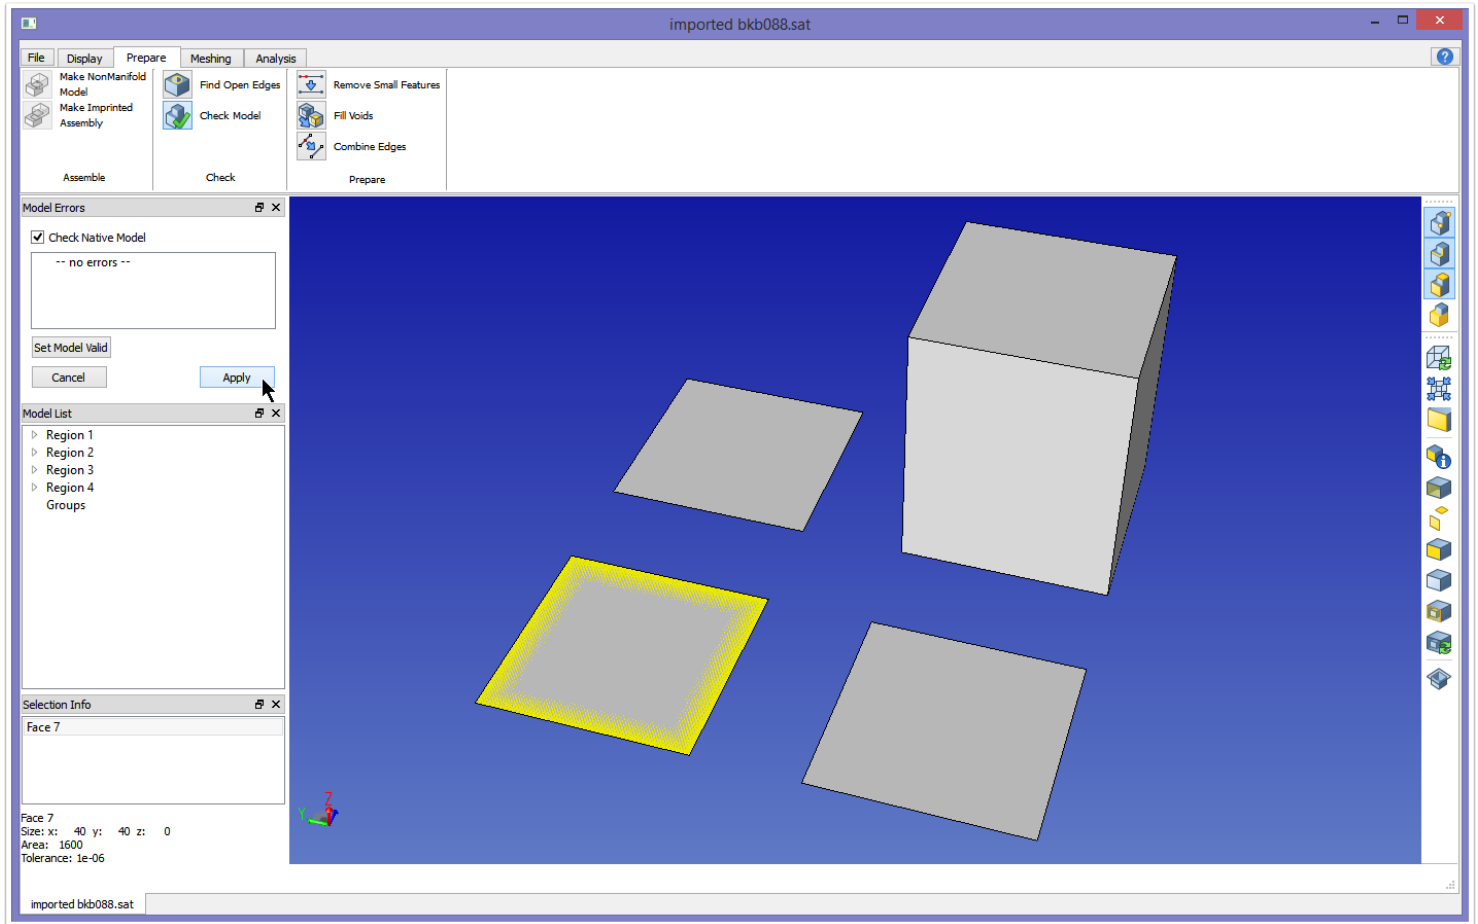 imported bkb088.sat
File Display Prepare Meshing Analysis
Make NonManifold
Model
Make Imprinted
Assembly
Assemble
Find Open Edges
Check Model
Check
Remove Small Features
Fill Voids
Combine Edges
Prepare
Model Errors
Check Native Model
-- no errors --
Set Model Valid
Cancel Apply
Model List
Region 1
Region 2
Region 3
Region 4
Groups
Selection Info
Face 7
Face 7
Size: x: 40 y: 40 z: 0
Area: 1600
Tolerance: 1e-06
Z
Y
imported bkb088.sat